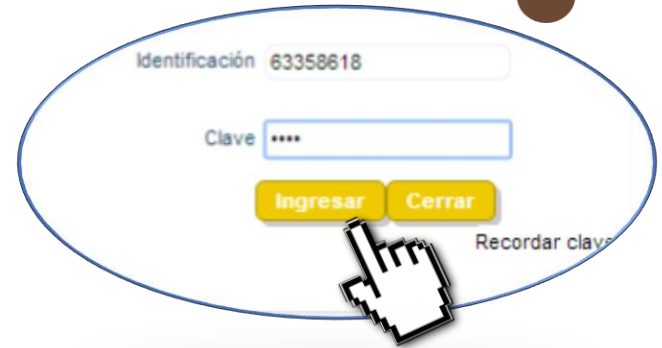 Identificación 63358618
Clave ••••
Ingresar Cerrar
Recordar clave